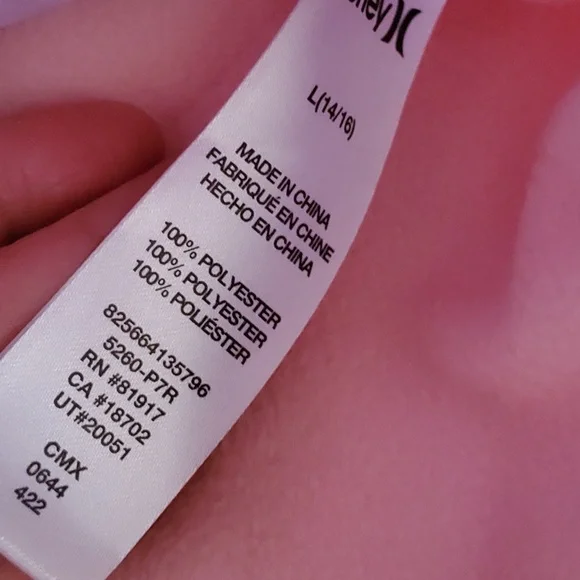 L(14/16)
MADE IN CHINA
FABRIQUÉ EN CHINE
HECHO EN CHINA
100% POLYESTER
100% POLYESTER
100% POLIÉSTER
825664135796
5260-P7R
RN #81917
CA #18702
UT#20051
CMX
0644
422